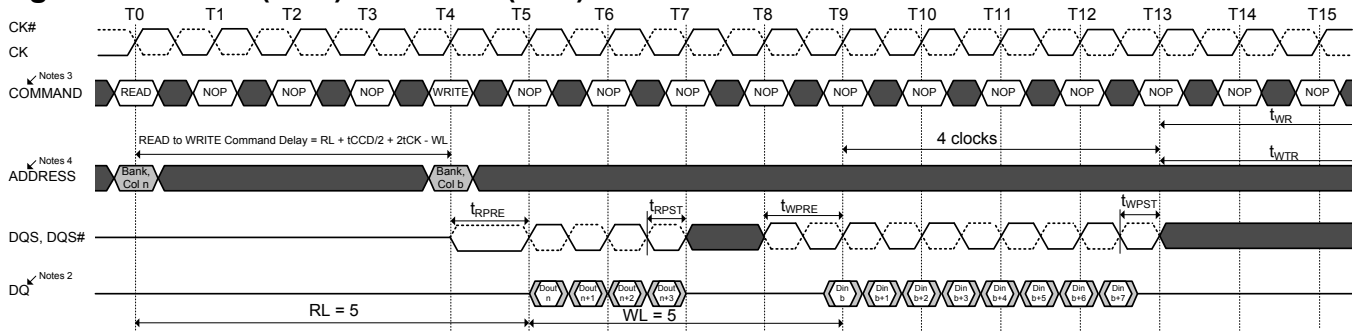 T0 T1 T2 T3 T4 T5 T6 T7 T8 T9 T10 T11 T12 T13 T14 T15
CK#
CK
Notes 3
COMMAND READ NOP NOP NOP WRITE NOP NOP NOP NOP NOP NOP NOP NOP NOP NOP NOP
tWR
READ to WRITE Command Delay = RL + tCCD/2 + 2tCK - WL
4 clocks
tWTR
Notes 4
ADDRESS
Bank, Col n
Bank, Col b
tRPRE tRPST tWPRE tWPST
DQS, DQS#
Notes 2
DQ
Dout n
Dout n+1
Dout n+2
Dout n+3
Din b
Din b+1
Din b+2
Din b+3
Din b+4
Din b+5
Din b+6
Din b+7
RL = 5
WL = 5